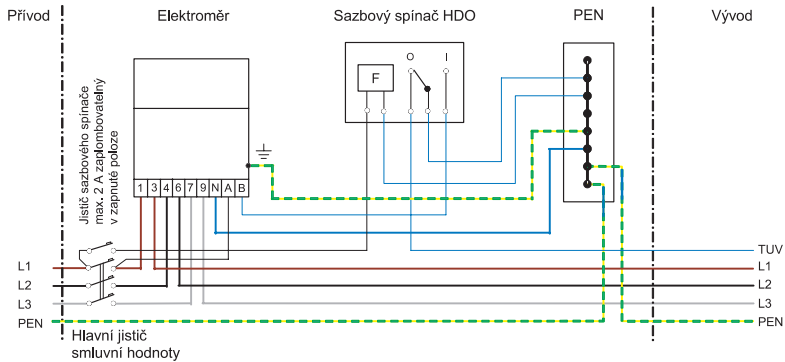 Přívod
Elektroměr
Sazbový spínač HDO
PEN
Vývod
O I
F
Jistič sazbového spínače
max. 2 A zaplombovatelný
v zapnuté poloze
1 3 4 6 7 9 N A B
TUV
L1
L1
L2
L2
L3
L3
PEN
PEN
Hlavní jistič
smluvní hodnoty